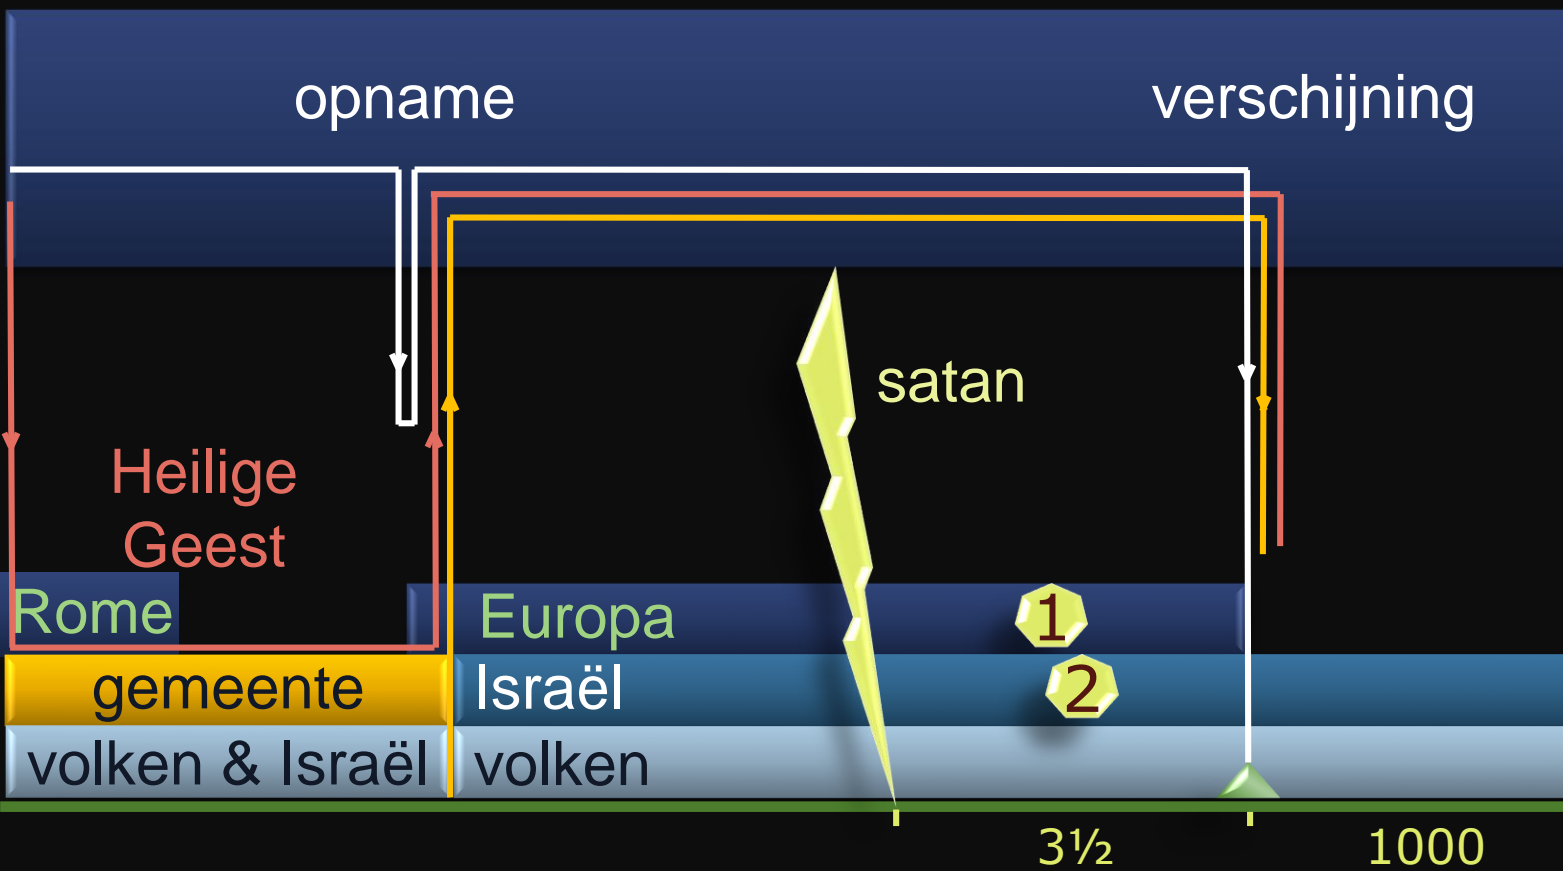 opname
verschijning
satan
Heilige
Geest
Rome
Europa
1
gemeente
Israël
2
volken & Israël
volken
3½
1000